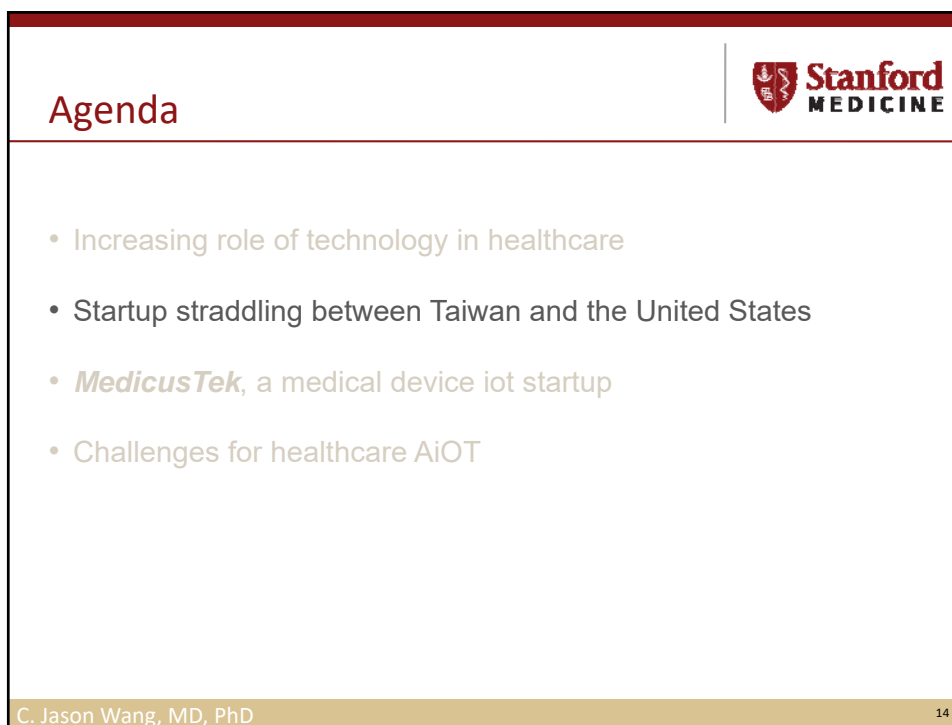 Agenda
Stanford
MEDICINE
• Increasing role of technology in healthcare
• Startup straddling between Taiwan and the United States
• MedicusTek, a medical device iot startup
• Challenges for healthcare AiOT
C. Jason Wang, MD, PhD
14